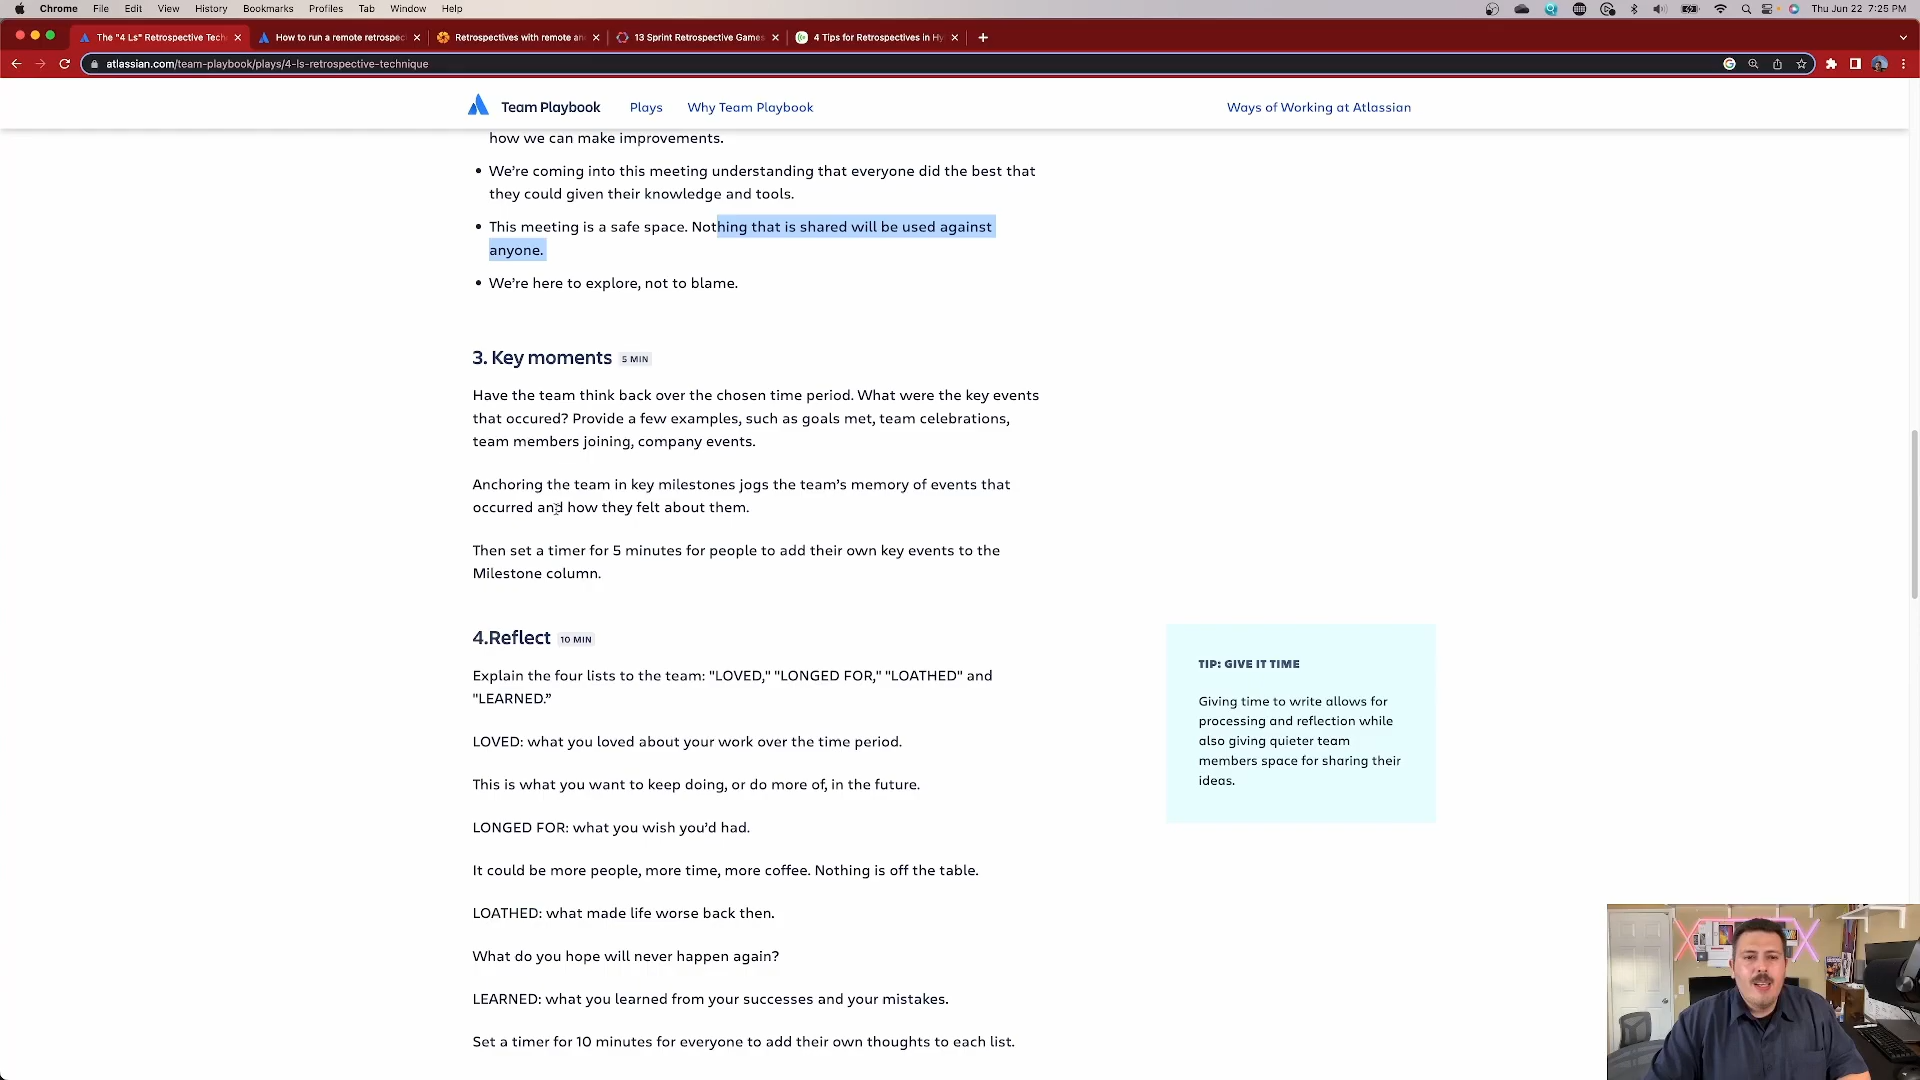 Chrome File Edit View History Bookmarks Profiles Tab Window Help Thu Jun 22 7:25 PM
The "4 Ls" Retrospective Tech How to run a remote retrospec Retrospectives with remote an 13 Sprint Retrospective Games 4 Tips for Retrospectives in Hy
atlassian.com/team-playbook/plays/4-ls-retrospective-technique
Team Playbook Plays Why Team Playbook Ways of Working at Atlassian
how we can make improvements.
• We’re coming into this meeting understanding that everyone did the best that
they could given their knowledge and tools.
• This meeting is a safe space. Nothing that is shared will be used against
anyone.
• We’re here to explore, not to blame.
3. Key moments 5 MIN
Have the team think back over the chosen time period. What were the key events
that occured? Provide a few examples, such as goals met, team celebrations,
team members joining, company events.
Anchoring the team in key milestones jogs the team’s memory of events that
occurred and how they felt about them.
Then set a timer for 5 minutes for people to add their own key events to the
Milestone column.
4.Reflect 10 MIN
Explain the four lists to the team: "LOVED," "LONGED FOR," "LOATHED" and
"LEARNED.”
LOVED: what you loved about your work over the time period.
This is what you want to keep doing, or do more of, in the future.
LONGED FOR: what you wish you’d had.
It could be more people, more time, more coffee. Nothing is off the table.
LOATHED: what made life worse back then.
What do you hope will never happen again?
LEARNED: what you learned from your successes and your mistakes.
Set a timer for 10 minutes for everyone to add their own thoughts to each list.
TIP: GIVE IT TIME
Giving time to write allows for
processing and reflection while
also giving quieter team
members space for sharing their
ideas.